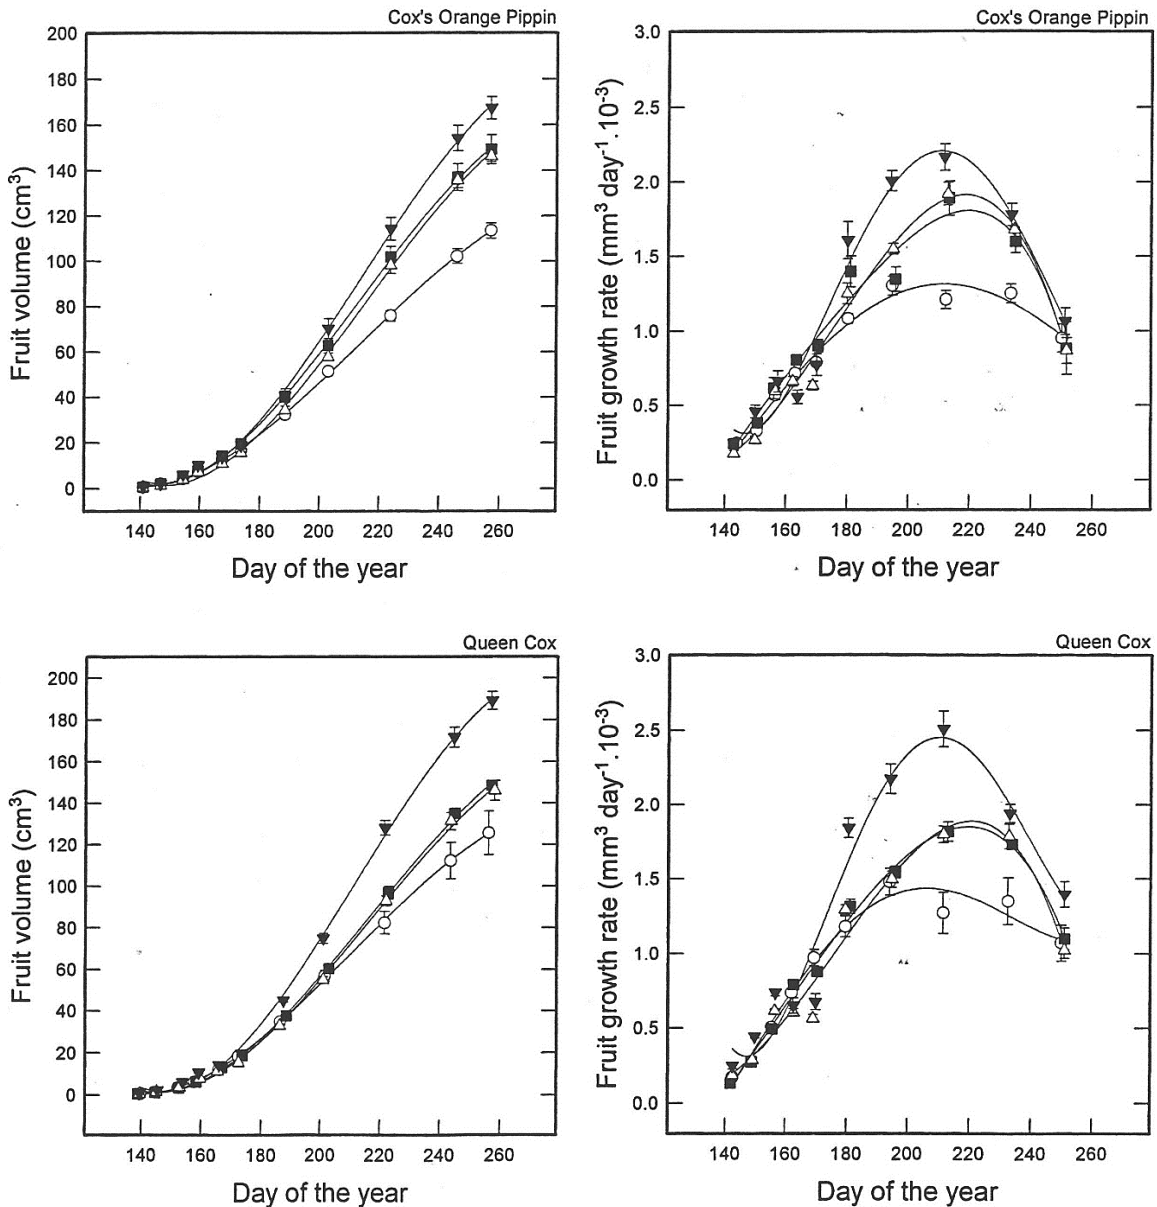 Cox's Orange Pippin
200
180
160
140
120
100
80
60
40
20
0
Fruit volume (cm³)
140 160 180 200 220 240 260
Day of the year
Cox's Orange Pippin
3.0
2.5
2.0
1.5
1.0
0.5
0.0
Fruit growth rate (mm³ day⁻¹.10⁻³)
140 160 180 200 220 240 260
Day of the year
Queen Cox
200
180
160
140
120
100
80
60
40
20
0
Fruit volume (cm³)
140 160 180 200 220 240 260
Day of the year
Queen Cox
3.0
2.5
2.0
1.5
1.0
0.5
0.0
Fruit growth rate (mm³ day⁻¹.10⁻³)
140 160 180 200 220 240 260
Day of the year